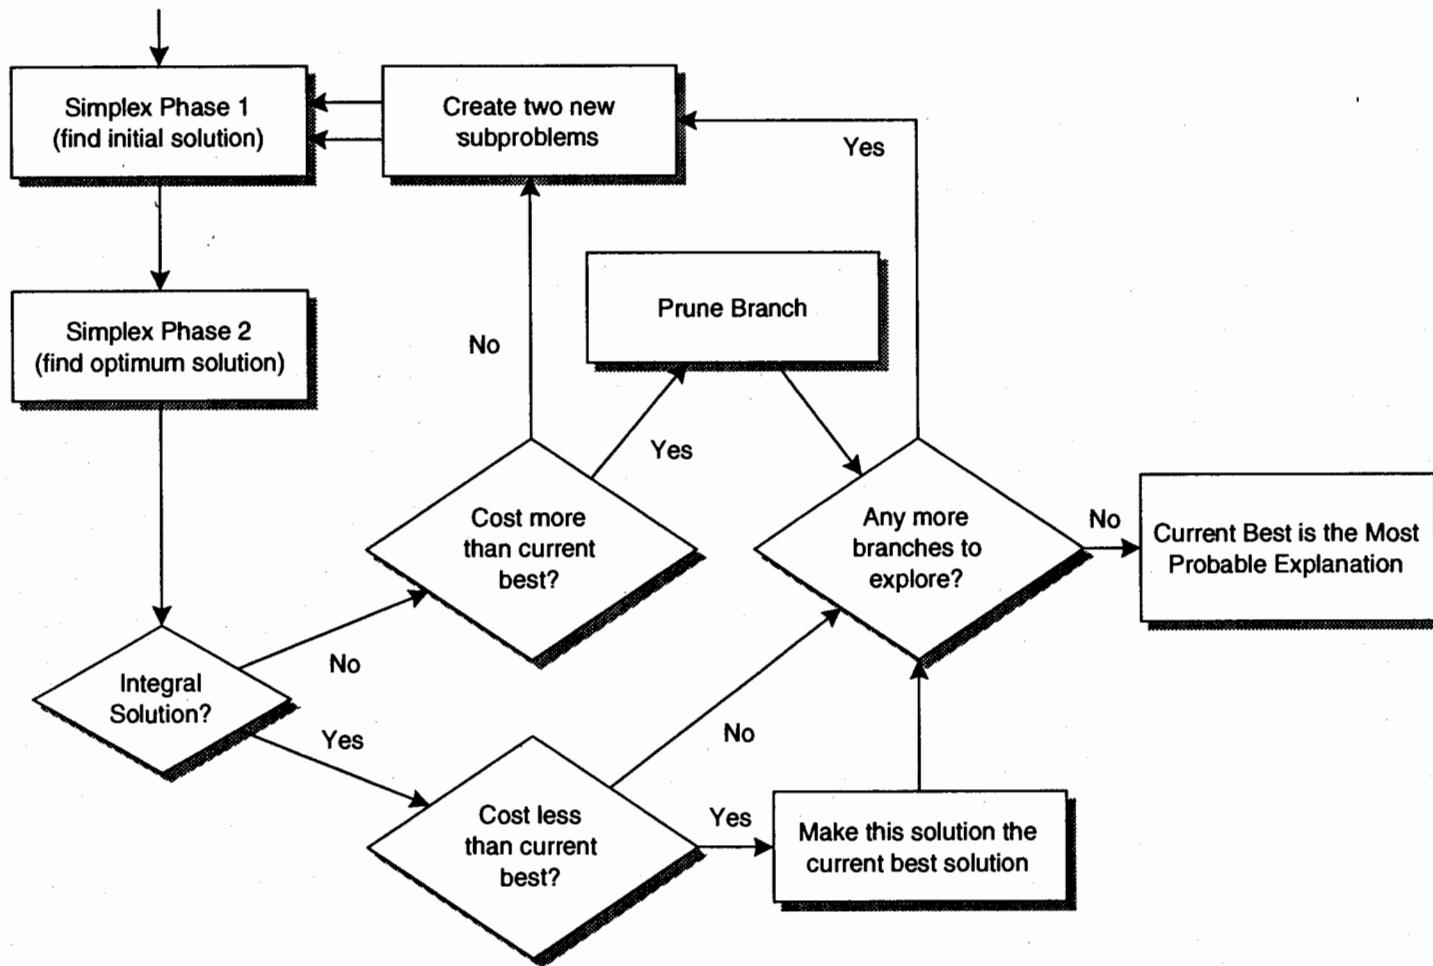 Simplex Phase 1
(find initial solution)
Create two new
subproblems
Yes
Prune Branch
Simplex Phase 2
(find optimum solution)
No
Yes
Cost more
than current
best?
Any more
branches to
explore?
No
Current Best is the Most
Probable Explanation
No
Integral
Solution?
Yes
No
Cost less
than current
best?
Yes
Make this solution the
current best solution